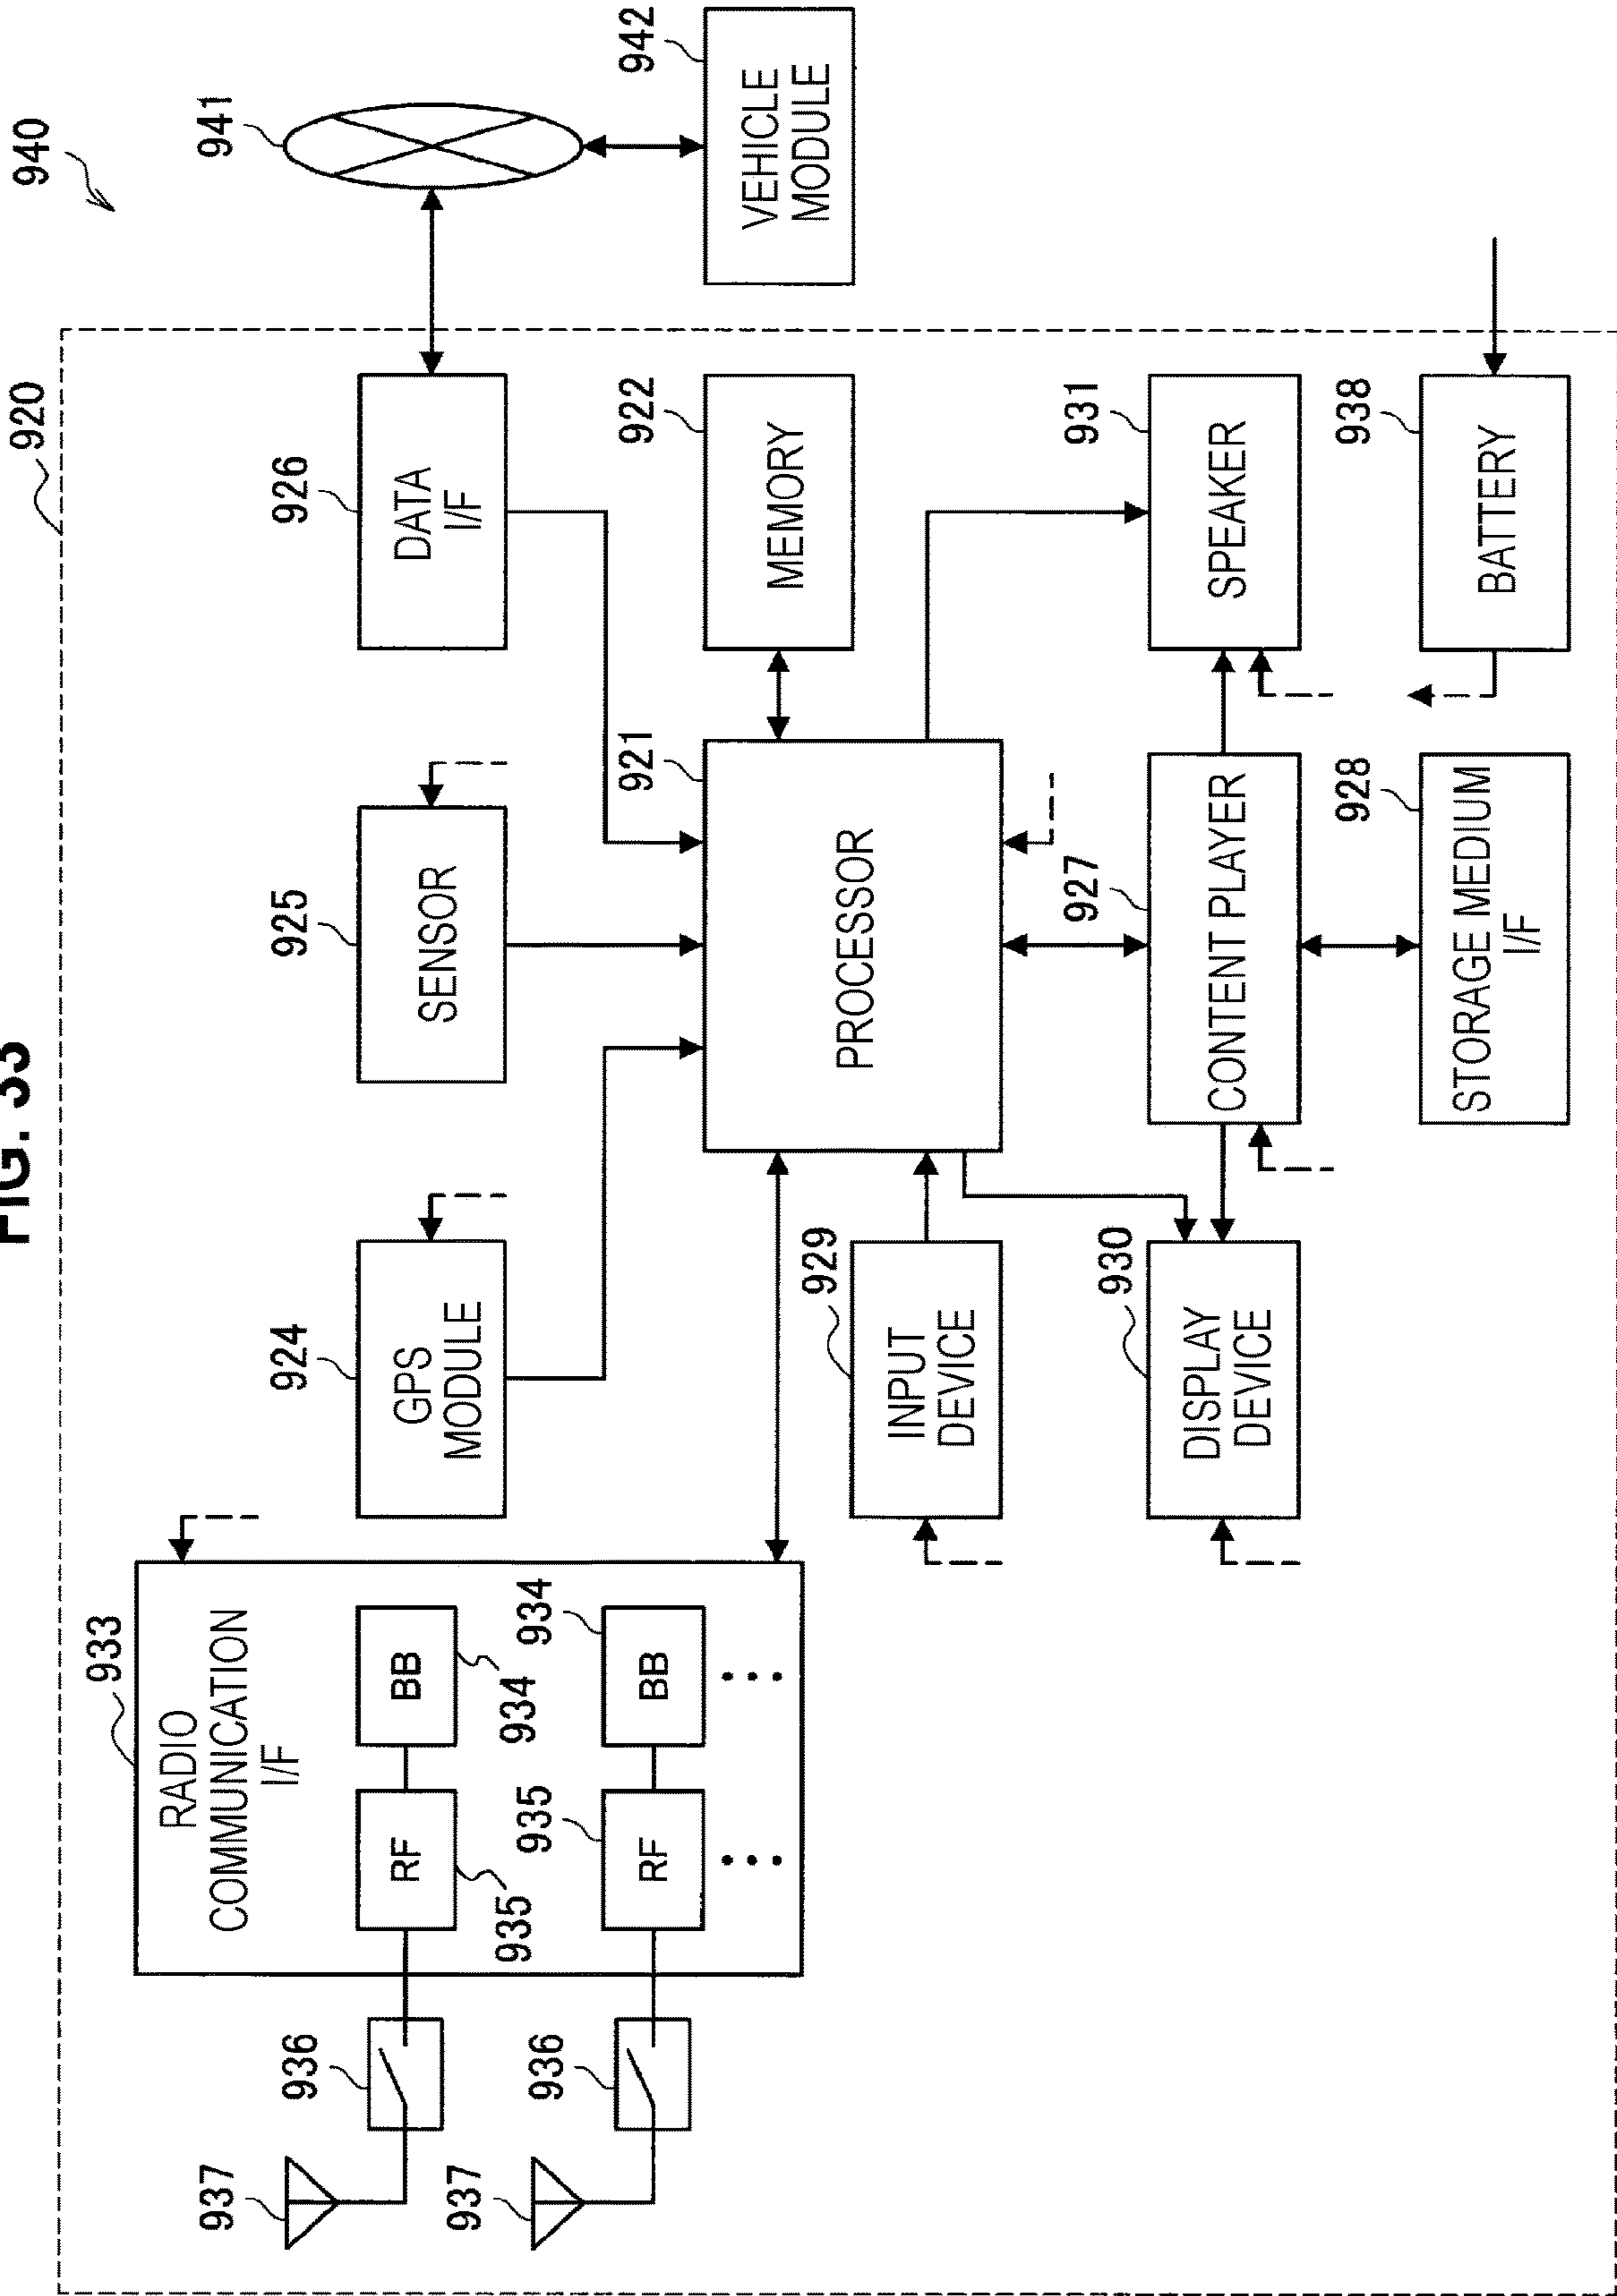 FIG. 33
920
940
933
RADIO
COMMUNICATION
I/F
937
936
RF
BB
935
934
924
GPS
MODULE
925
SENSOR
926
DATA
I/F
941
937
936
935
934
RF
BB
921
PROCESSOR
922
MEMORY
942
VEHICLE
MODULE
929
INPUT
DEVICE
930
DISPLAY
DEVICE
927
CONTENT PLAYER
931
SPEAKER
928
STORAGE MEDIUM
I/F
938
BATTERY